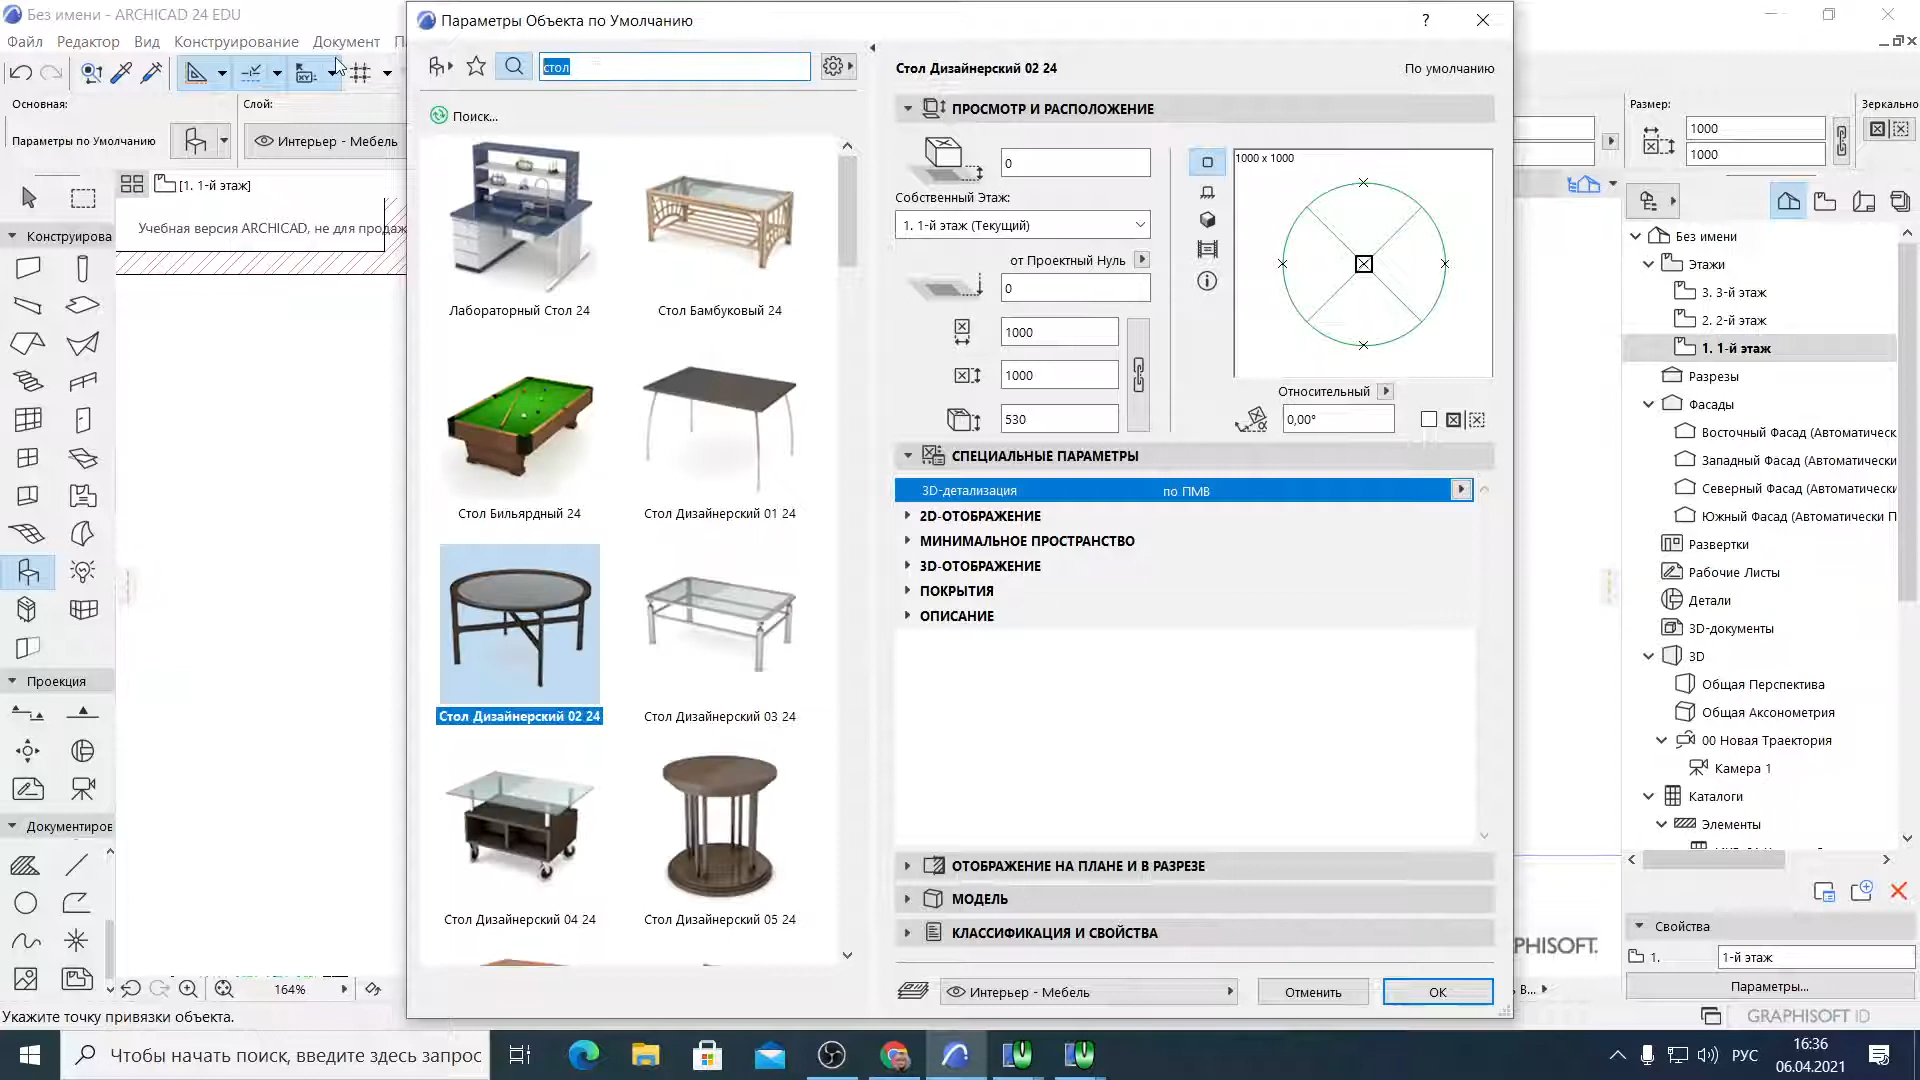 Без имени - ARCHICAD 24 EDU
Файл Редактор Вид Конструирование Документ
Основная:
Слой:
Параметры по Умолчанию
Интерьер - Мебель
[1. 1-й этаж]
Учебная версия ARCHICAD, не для продаж
Конструирова
Проекция
Документиров
164%
Укажите точку привязки объекта.
Параметры Объекта по Умолчанию
?
стол
Поиск...
Лабораторный Стол 24
Стол Бамбуковый 24
Стол Бильярдный 24
Стол Дизайнерский 01 24
Стол Дизайнерский 02 24
Стол Дизайнерский 03 24
Стол Дизайнерский 04 24
Стол Дизайнерский 05 24
Стол Дизайнерский 02 24
По умолчанию
ПРОСМОТР И РАСПОЛОЖЕНИЕ
0
Собственный Этаж:
1. 1-й этаж (Текущий)
от Проектный Нуль
0
1000
1000
530
1000 x 1000
Относительный
0,00°
СПЕЦИАЛЬНЫЕ ПАРАМЕТРЫ
3D-детализация по ПМВ
2D-ОТОБРАЖЕНИЕ
МИНИМАЛЬНОЕ ПРОСТРАНСТВО
3D-ОТОБРАЖЕНИЕ
ПОКРЫТИЯ
ОПИСАНИЕ
ОТОБРАЖЕНИЕ НА ПЛАНЕ И В РАЗРЕЗЕ
МОДЕЛЬ
КЛАССИФИКАЦИЯ И СВОЙСТВА
Интерьер - Мебель
Отменить
ОК
Размер:
Зеркально
1000
1000
Без имени
Этажи
3. 3-й этаж
2. 2-й этаж
1. 1-й этаж
Разрезы
Фасады
Восточный Фасад (Автоматическ
Западный Фасад (Автоматически
Северный Фасад (Автоматически
Южный Фасад (Автоматически П
Развертки
Рабочие Листы
Детали
3D-документы
3D
Общая Перспектива
Общая Аксонометрия
00 Новая Траектория
Камера 1
Каталоги
Элементы
Свойства
1.
1-й этаж
Параметры...
PHISOFT.
В...
GRAPHISOFT ID
Чтобы начать поиск, введите здесь запрос
РУС
16:36
06.04.2021